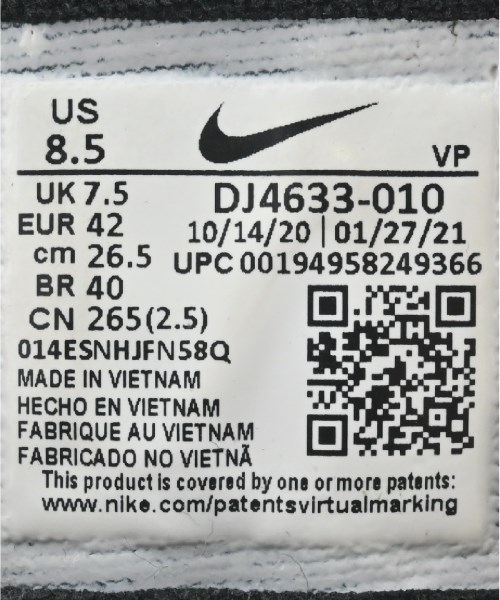 US
8.5
VP
UK 7.5
DJ4633-010
EUR 42
10/14/20 | 01/27/21
cm 26.5
UPC 00194958249366
BR 40
CN 265(2.5)
014ESNHJFN58Q
MADE IN VIETNAM
HECHO EN VIETNAM
FABRIQUE AU VIETNAM
FABRICADO NO VIETNÃ
This product is covered by one or more patents:
www.nike.com/patentsvirtualmarking